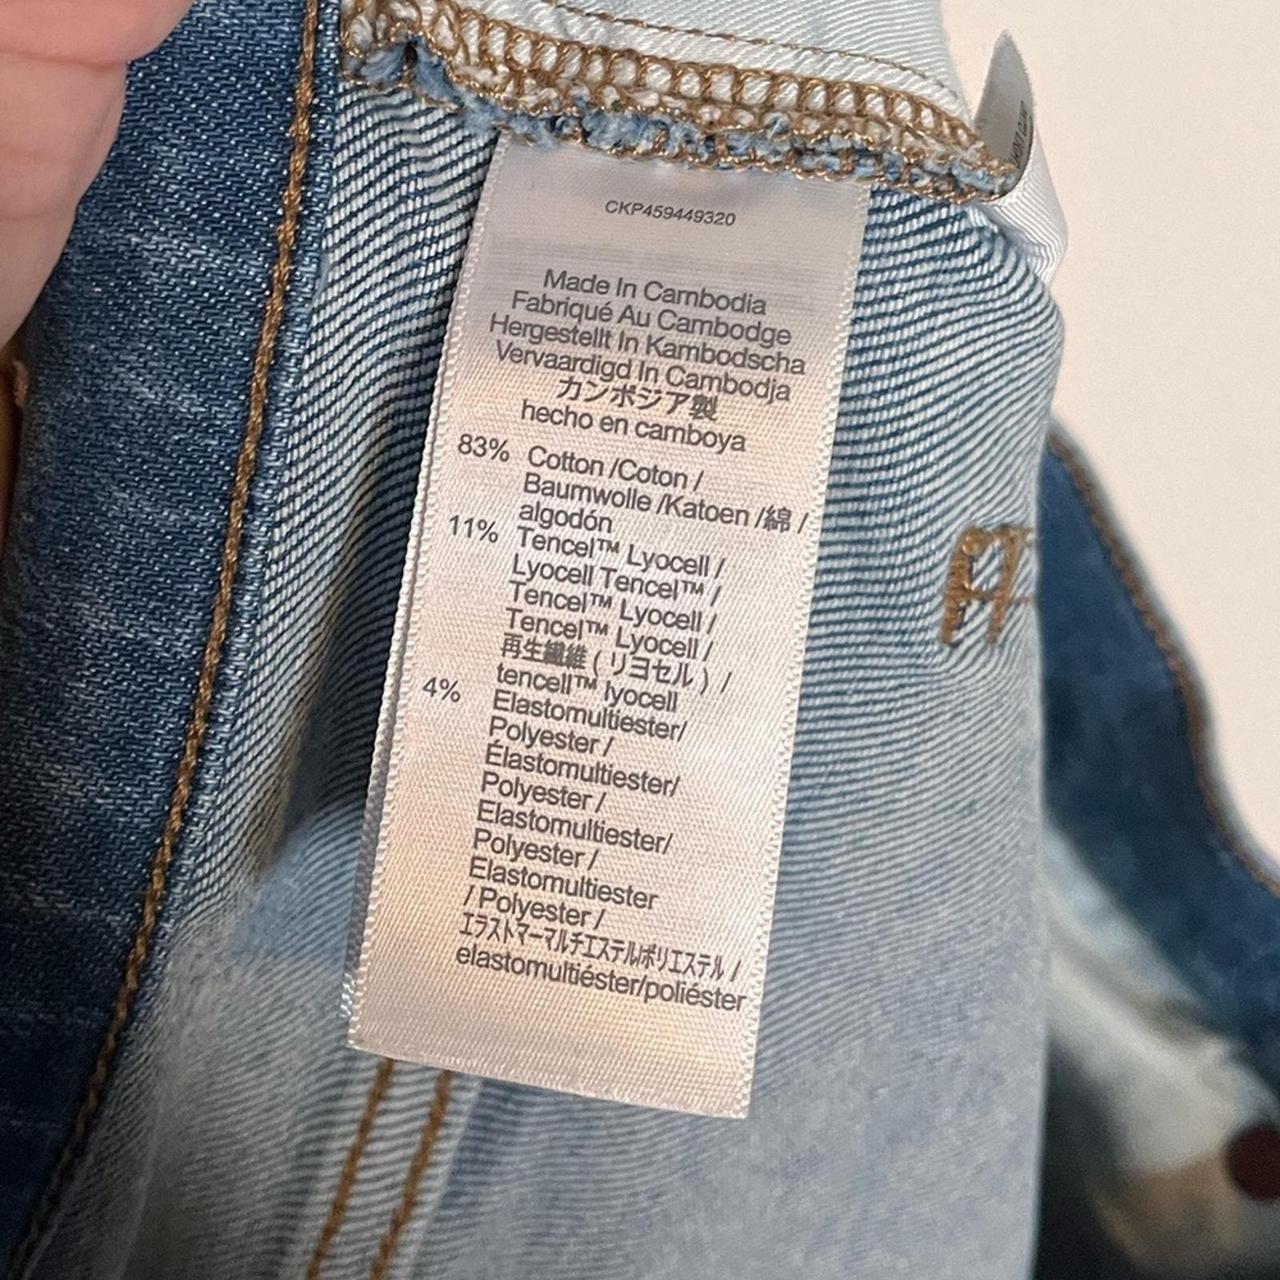 CKP459449320
Made In Cambodia
Fabriqué Au Cambodge
Hergestellt In Kambodscha
Vervaardigd In Cambodja
カンボジア製
hecho en camboya
83% Cotton /Coton /
Baumwolle /Katoen /綿 /
algodón
11% Tencel™ Lyocell /
Lyocell Tencel™ /
Tencel™ Lyocell /
Tencel™ Lyocell /
再生繊維 ( リヨセル ) /
tencell™ lyocell
4% Elastomultiester/
Polyester /
Élastomultiester/
Polyester /
Elastomultiester/
Polyester /
Elastomultiester
/ Polyester /
エラストマーマルチエステル/ポリエステル /
elastomultiéster/poliéster